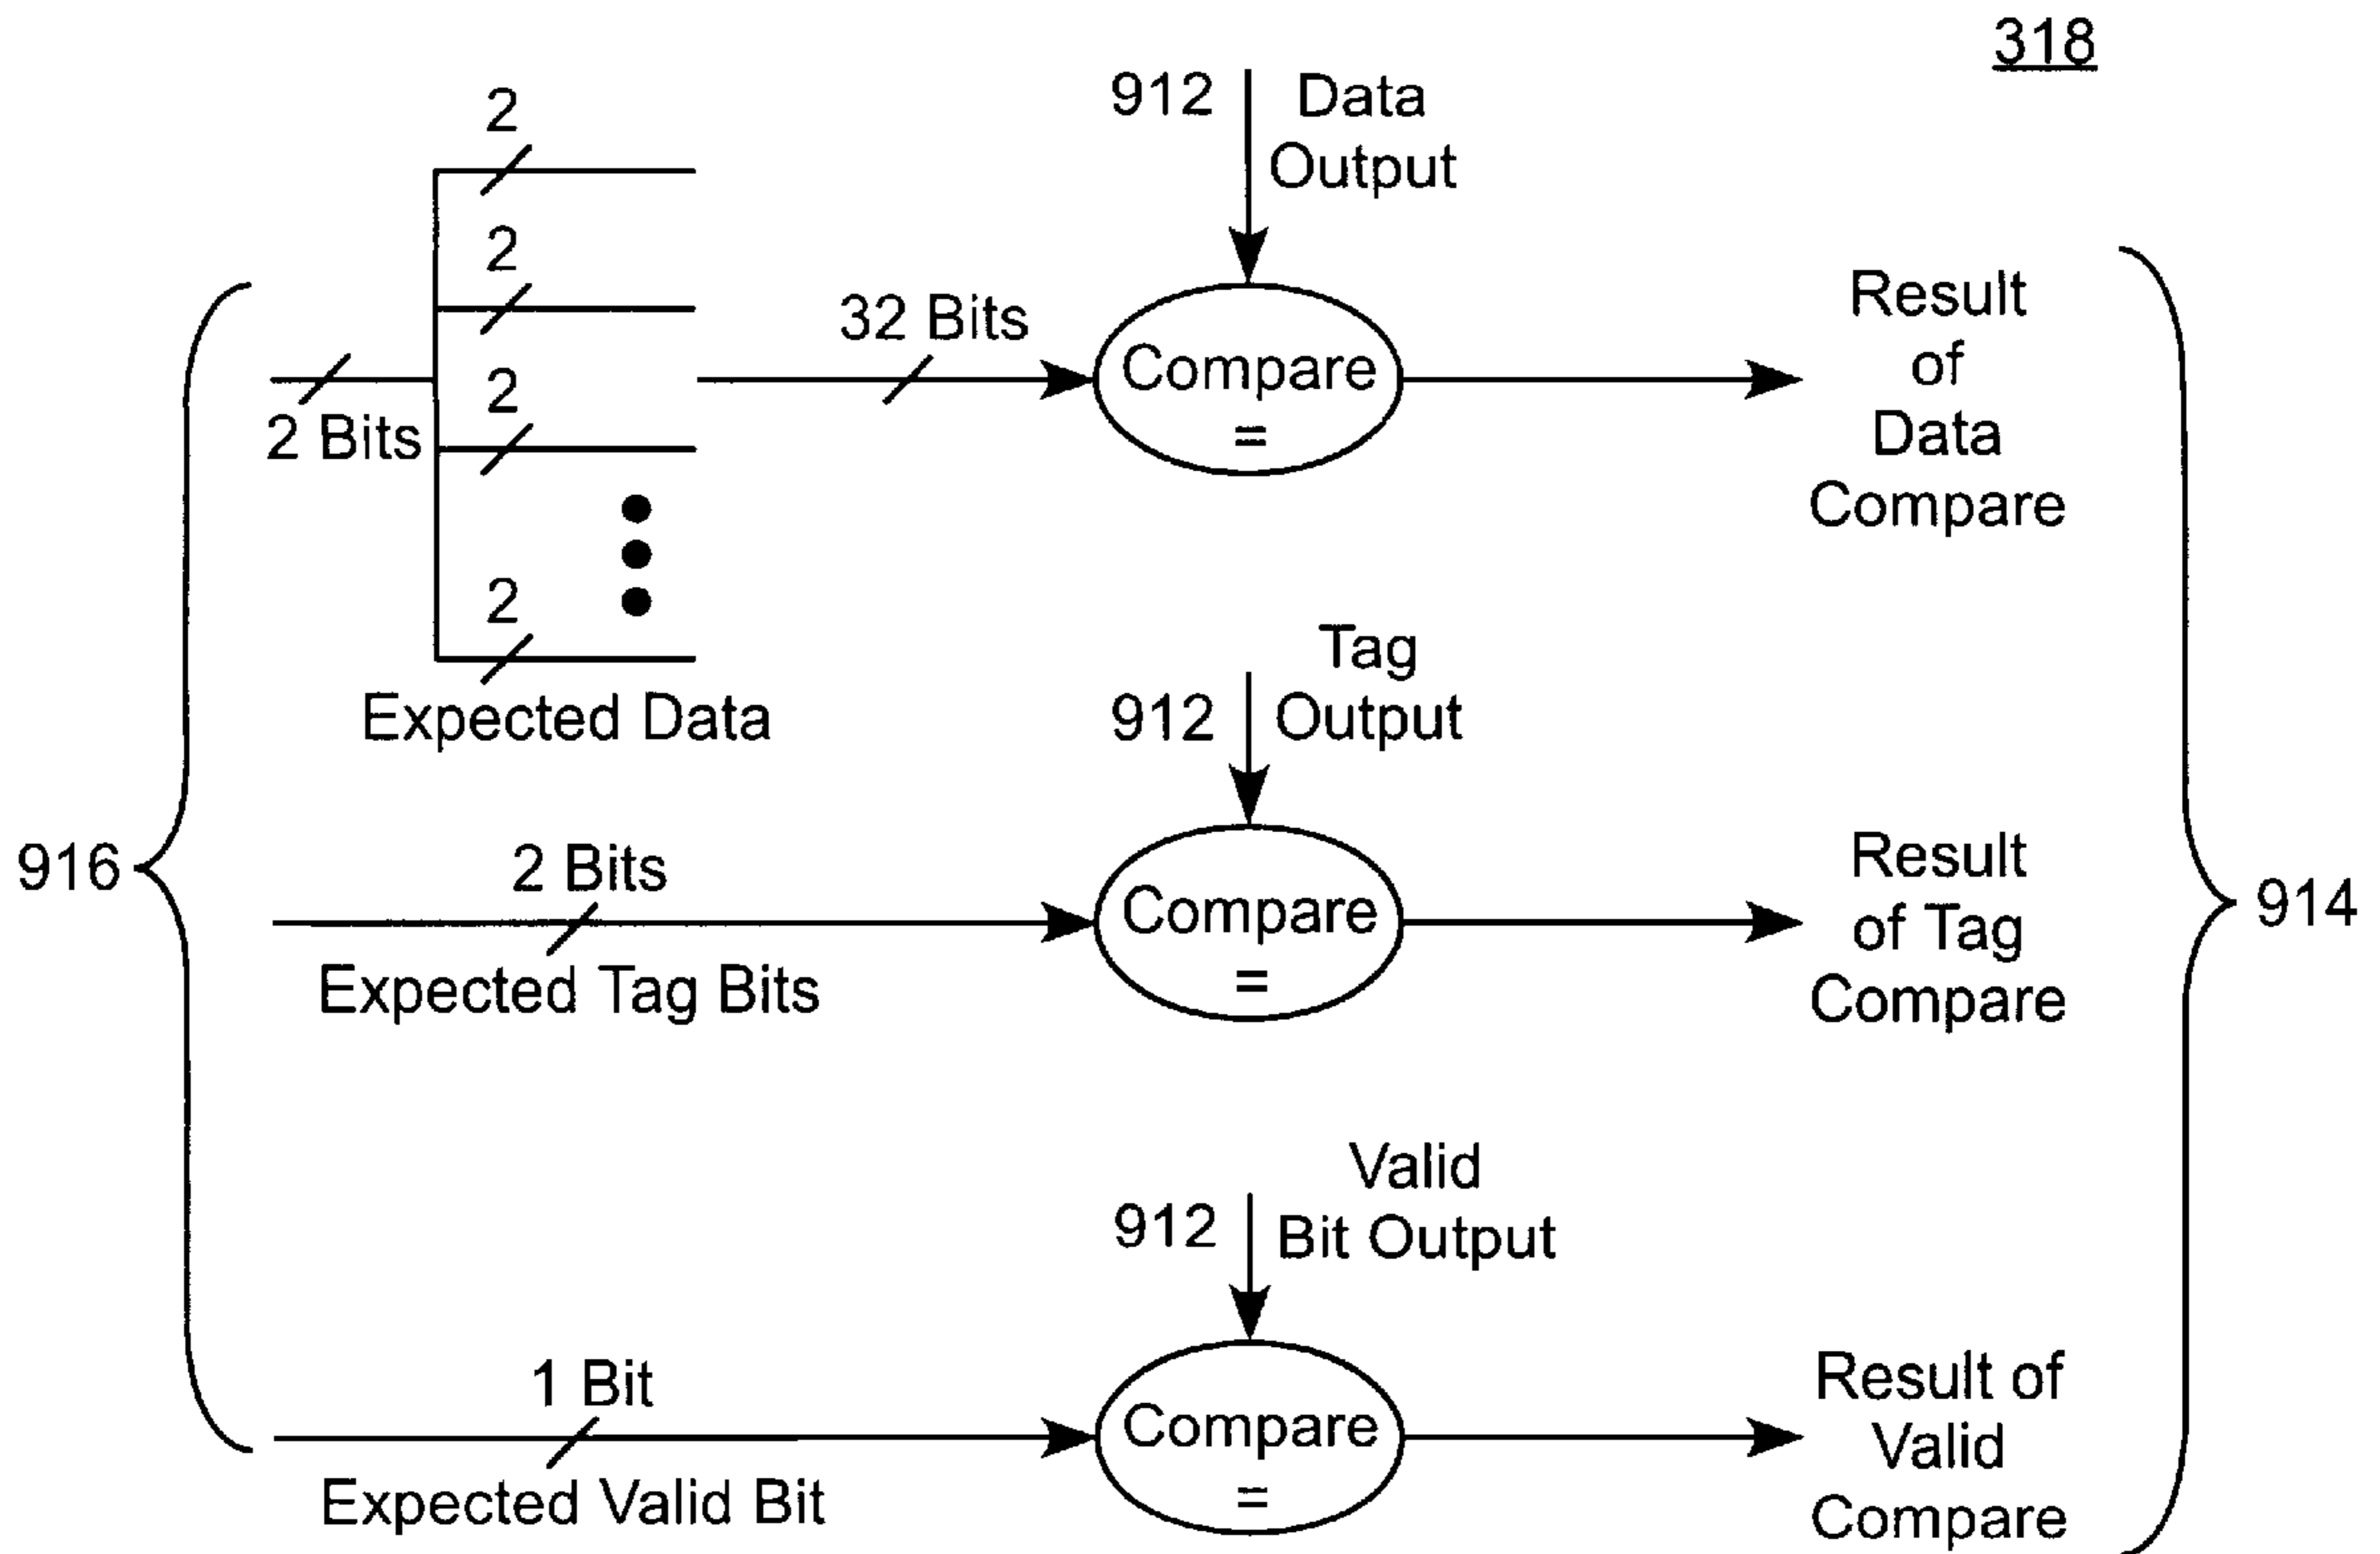 318
912
Data
Output
2
2
2
2
2 Bits
32 Bits
Compare
=
Result
of
Data
Compare
Expected Data
912
Tag
Output
916
2 Bits
Expected Tag Bits
Compare
=
Result
of Tag
Compare
914
912
Valid
Bit Output
1 Bit
Expected Valid Bit
Compare
=
Result of
Valid
Compare